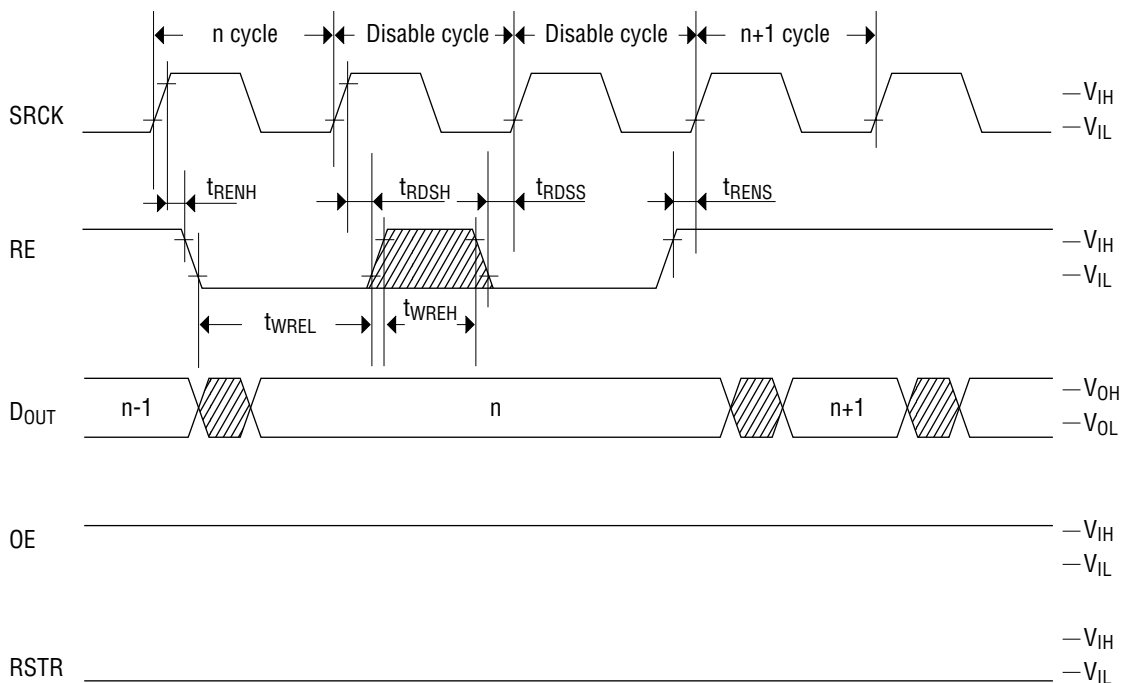 n cycle Disable cycle Disable cycle n+1 cycle
SRCK
VIH
VIL
tRENH tRDSH tRDSS tRENS
RE
VIH
VIL
tWREL tWREH
DOUT n-1 n n+1
VOH
VOL
OE
VIH
VIL
RSTR
VIH
VIL